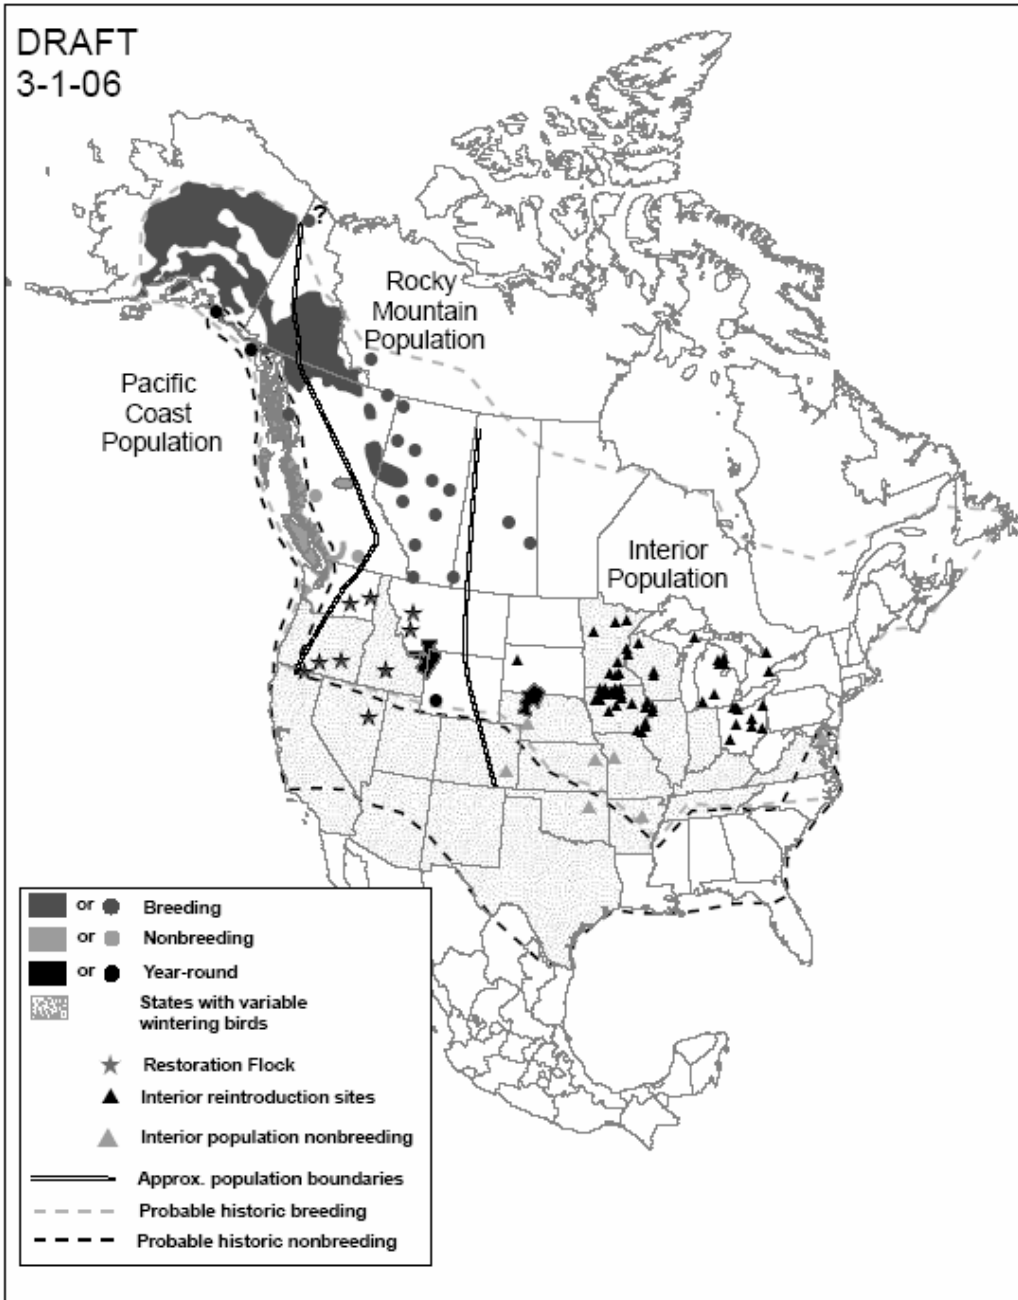 DRAFT
3-1-06
?
Rocky
Mountain
Population
Pacific
Coast
Population
Interior
Population
or Breeding
or Nonbreeding
or Year-round
States with variable
wintering birds
Restoration Flock
Interior reintroduction sites
Interior population nonbreeding
Approx. population boundaries
Probable historic breeding
Probable historic nonbreeding